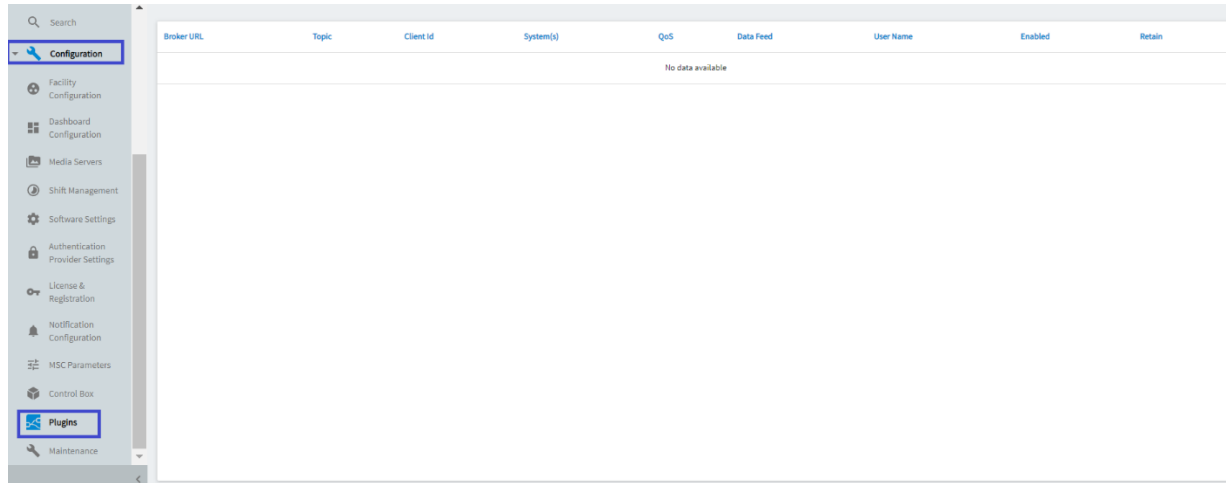 Search
Configuration
Facility
Configuration
Dashboard
Configuration
Media Servers
Shift Management
Software Settings
Authentication
Provider Settings
License &
Registration
Notification
Configuration
MSC Parameters
Control Box
Plugins
Maintenance
Broker URL Topic Client Id System(s) QoS Data Feed User Name Enabled Retain
No data available